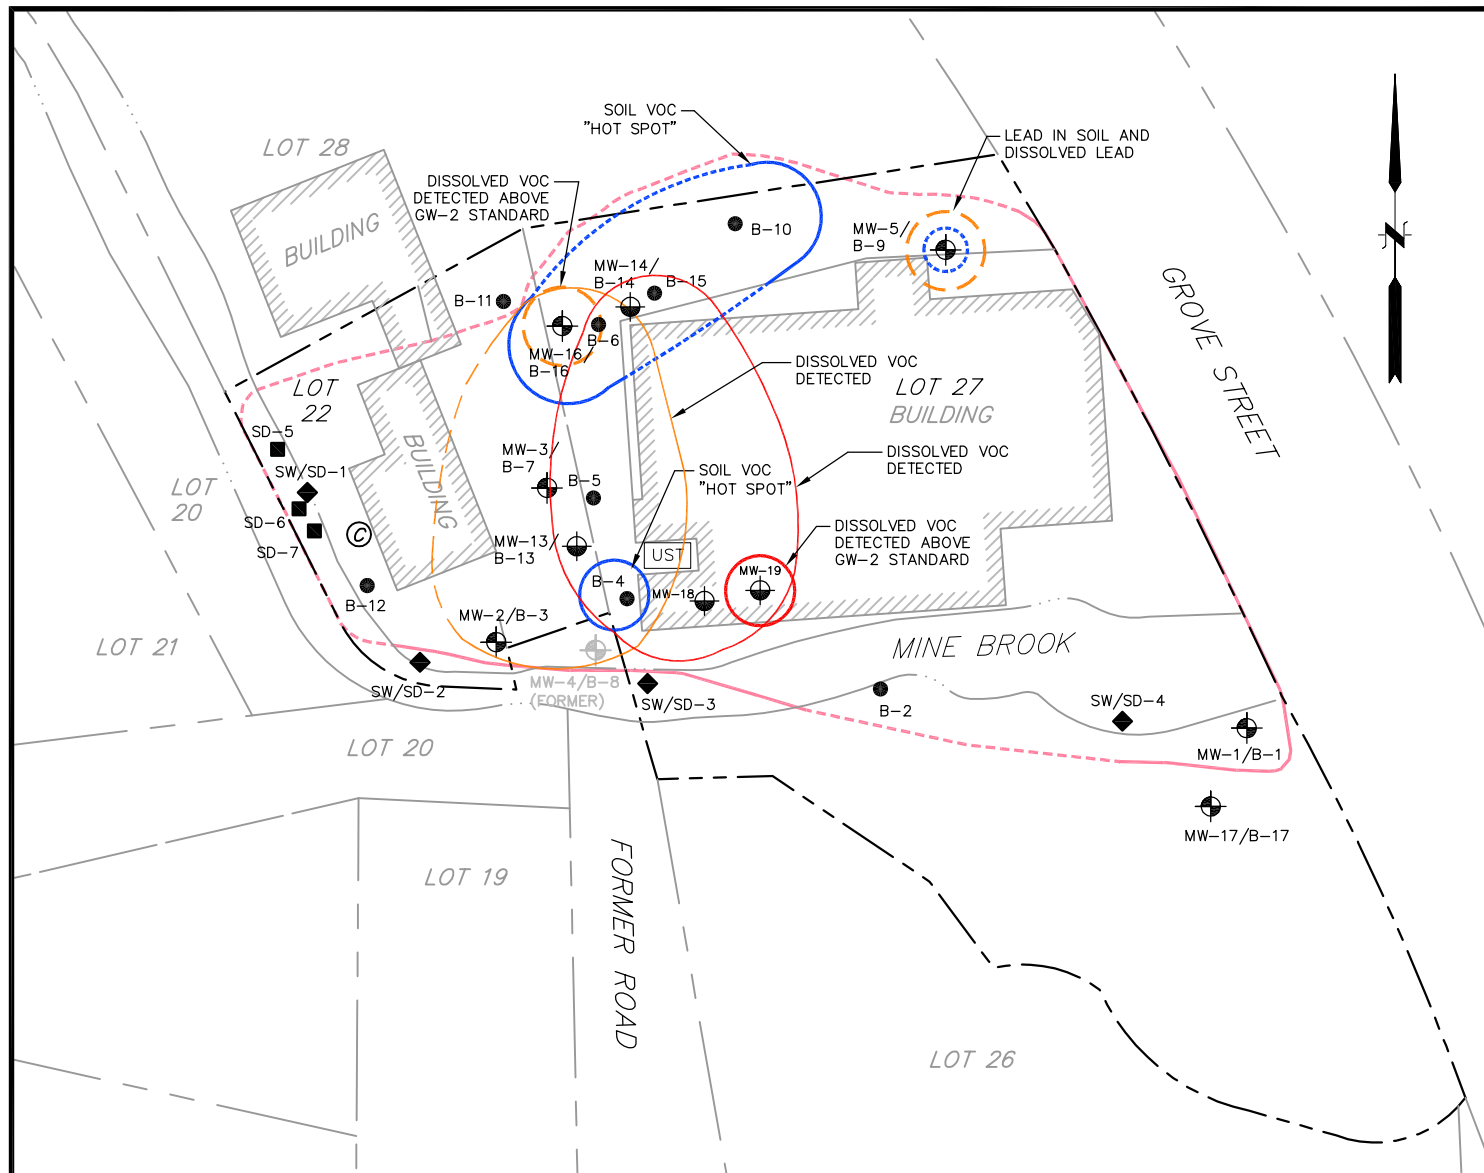 SOIL VOC
"HOT SPOT"
LEAD IN SOIL AND
DISSOLVED LEAD
LOT 28
DISSOLVED VOC
DETECTED ABOVE
GW-2 STANDARD
BUILDING
B-10
MW-5/
B-9
MW-14/
B-14
B-15
B-11
B-6
MW-16/
B-16
GROVE STREET
DISSOLVED VOC
DETECTED
LOT 27
BUILDING
LOT
22
SD-5
SW/SD-1
LOT
20
SD-6
SD-7
C
BUILDING
MW-3/
B-7
B-5
SOIL VOC
"HOT SPOT"
DISSOLVED VOC
DETECTED
MW-13/
B-13
UST
DISSOLVED VOC
DETECTED ABOVE
GW-2 STANDARD
B-12
B-4
MW-18
MW-19
MW-2/B-3
LOT 21
MINE BROOK
SW/SD-2
MW-4/B-8
(FORMER)
SW/SD-3
B-2
SW/SD-4
MW-1/B-1
LOT 20
MW-17/B-17
LOT 19
FORMER ROAD
LOT 26
N